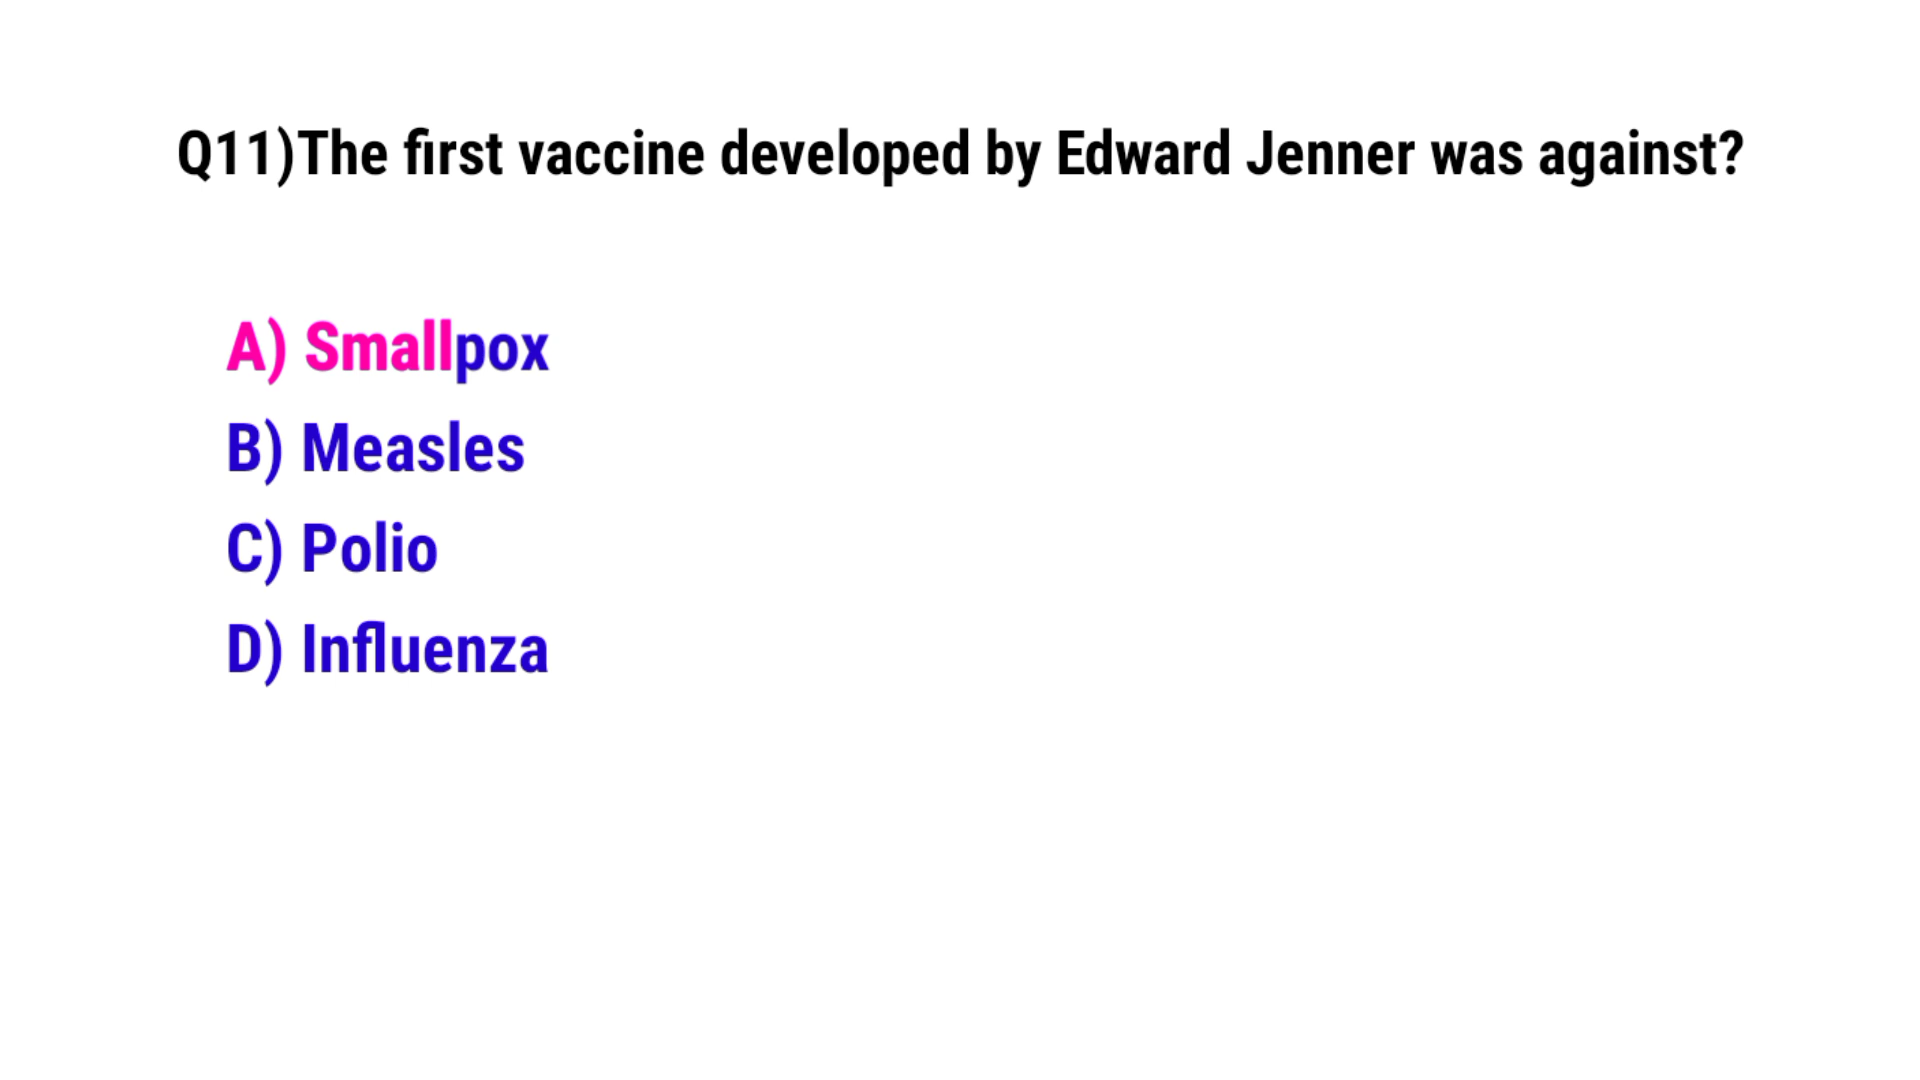 Q11)The first vaccine developed by Edward Jenner was against?
A) Smallpox
B) Measles
C) Polio
D) Influenza